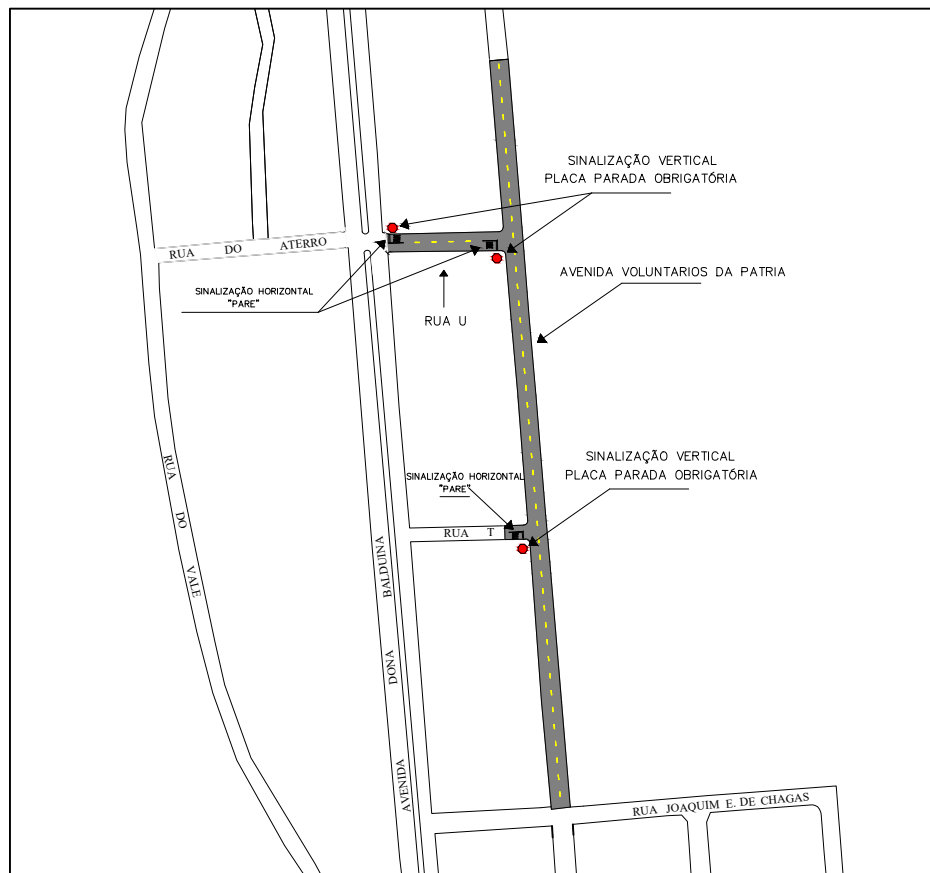 SINALIZAÇÃO VERTICAL
PLACA PARADA OBRIGATÓRIA
RUA DO ATERRO
AVENIDA VOLUNTARIOS DA PATRIA
SINALIZAÇÃO HORIZONTAL
"PARE"
RUA U
SINALIZAÇÃO VERTICAL
PLACA PARADA OBRIGATÓRIA
SINALIZAÇÃO HORIZONTAL
"PARE"
RUA T
RUA DO VALE
AVENIDA DONA BALDUINA
RUA JOAQUIM E. DE CHAGAS